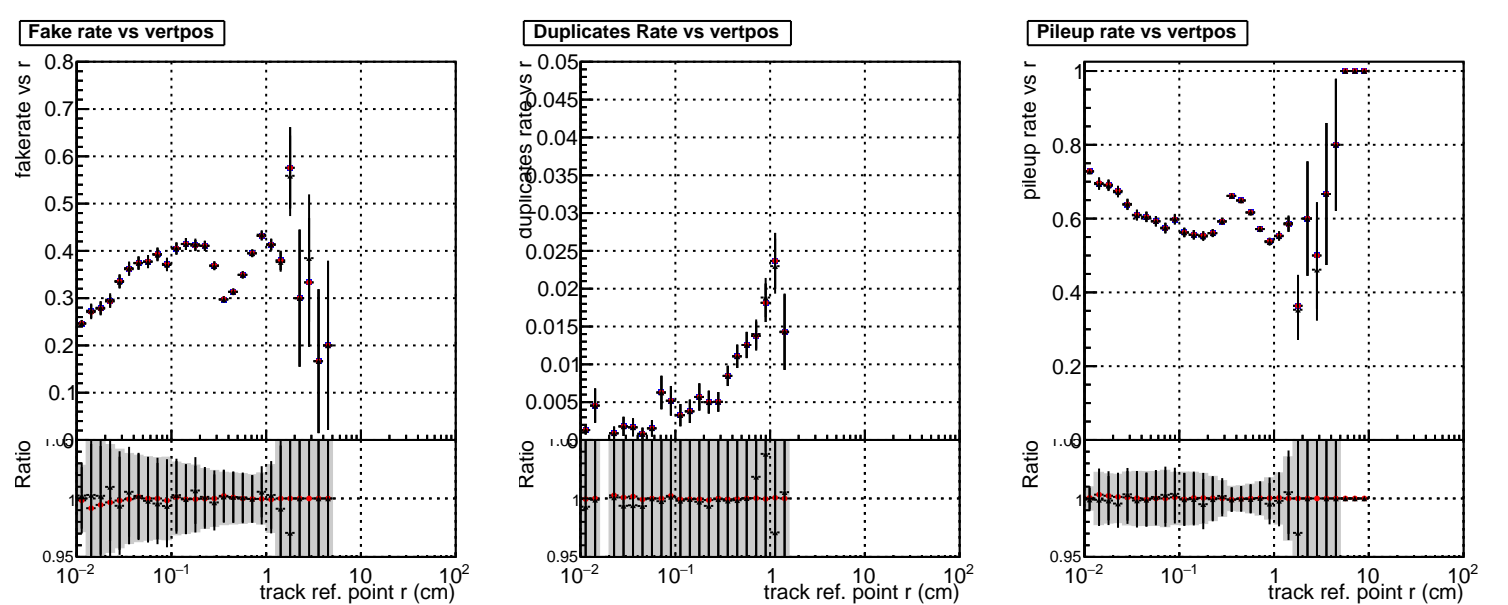 Fake rate vs vertpos
fakerate vs r
0.8
0.7
0.6
0.5
0.4
0.3
0.2
0.1
0
Ratio
1
0.95
10−2 10−1 1 10 102
track ref. point r (cm)
Duplicates Rate vs vertpos
duplicates rate vs r
0.05
0.045
0.04
0.035
0.03
0.025
0.02
0.015
0.01
0.005
0
Ratio
1
0.95
10−2 10−1 1 10 102
track ref. point r (cm)
Pileup rate vs vertpos
pileup rate vs r
1
0.8
0.6
0.4
0.2
0
Ratio
1
0.95
10−2 10−1 1 10 102
track ref. point r (cm)